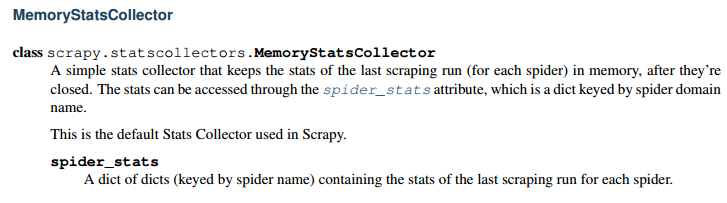 MemoryStatsCollector
class scrapy.statscollectors.MemoryStatsCollector
A simple stats collector that keeps the stats of the last scraping run (for each spider) in memory, after they're
closed. The stats can be accessed through the spider_stats attribute, which is a dict keyed by spider domain
name.
This is the default Stats Collector used in Scrapy.
spider_stats
A dict of dicts (keyed by spider name) containing the stats of the last scraping run for each spider.